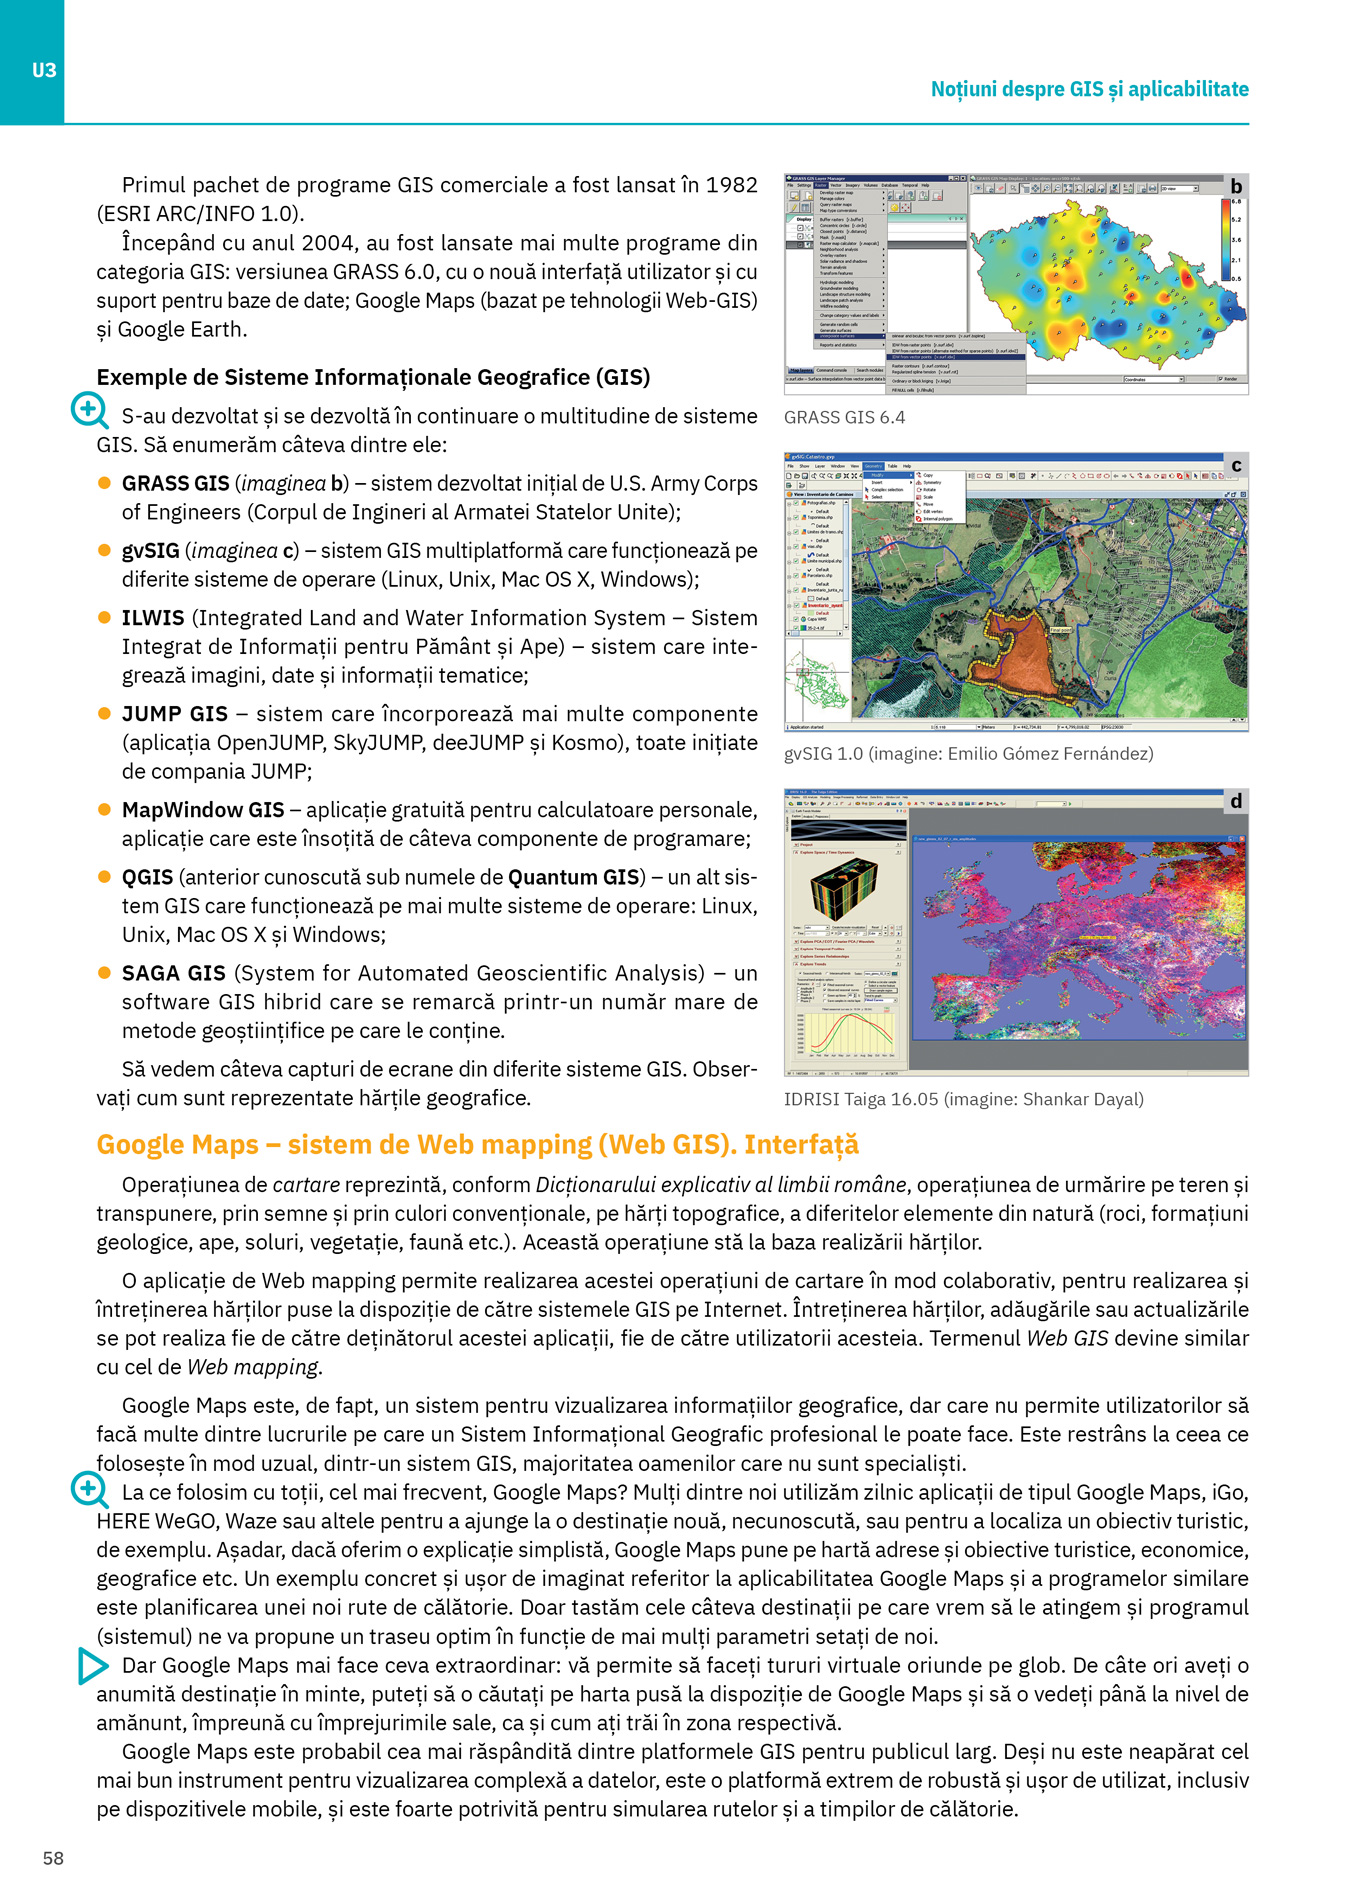 U3
Noțiuni despre GIS și aplicabilitate
Primul pachet de programe GIS comerciale a fost lansat în 1982
(ESRI ARC/INFO 1.0).
Începând cu anul 2004, au fost lansate mai multe programe din
categoria GIS: versiunea GRASS 6.0, cu o nouă interfață utilizator și cu
suport pentru baze de date; Google Maps (bazat pe tehnologii Web-GIS)
și Google Earth.
Exemple de Sisteme Informaționale Geografice (GIS)
S-au dezvoltat și se dezvoltă în continuare o multitudine de sisteme
GIS. Să enumerăm câteva dintre ele:
● GRASS GIS (imaginea b) – sistem dezvoltat inițial de U.S. Army Corps
of Engineers (Corpul de Ingineri al Armatei Statelor Unite);
● gvSIG (imaginea c) – sistem GIS multiplatformă care funcționează pe
diferite sisteme de operare (Linux, Unix, Mac OS X, Windows);
● ILWIS (Integrated Land and Water Information System – Sistem
Integrat de Informații pentru Pământ și Ape) – sistem care inte-
grează imagini, date și informații tematice;
● JUMP GIS – sistem care încorporează mai multe componente
(aplicația OpenJUMP, SkyJUMP, deeJUMP și Kosmo), toate inițiate
de compania JUMP;
● MapWindow GIS – aplicație gratuită pentru calculatoare personale,
aplicație care este însoțită de câteva componente de programare;
● QGIS (anterior cunoscută sub numele de Quantum GIS) – un alt sis-
tem GIS care funcționează pe mai multe sisteme de operare: Linux,
Unix, Mac OS X și Windows;
● SAGA GIS (System for Automated Geoscientific Analysis) – un
software GIS hibrid care se remarcă printr-un număr mare de
metode geoștiințifice pe care le conține.
Să vedem câteva capturi de ecrane din diferite sisteme GIS. Obser-
vați cum sunt reprezentate hărțile geografice.
b
6.8
5.2
3.6
2.1
0.5
GRASS GIS 6.4
c
gvSIG 1.0 (imagine: Emilio Gómez Fernández)
d
IDRISI Taiga 16.05 (imagine: Shankar Dayal)
Google Maps – sistem de Web mapping (Web GIS). Interfață
Operațiunea de cartare reprezintă, conform Dicționarului explicativ al limbii române, operațiunea de urmărire pe teren și
transpunere, prin semne și prin culori convenționale, pe hărți topografice, a diferitelor elemente din natură (roci, formațiuni
geologice, ape, soluri, vegetație, faună etc.). Această operațiune stă la baza realizării hărților.
O aplicație de Web mapping permite realizarea acestei operațiuni de cartare în mod colaborativ, pentru realizarea și
întreținerea hărților puse la dispoziție de către sistemele GIS pe Internet. Întreținerea hărților, adăugările sau actualizările
se pot realiza fie de către deținătorul acestei aplicații, fie de către utilizatorii acesteia. Termenul Web GIS devine similar
cu cel de Web mapping.
Google Maps este, de fapt, un sistem pentru vizualizarea informațiilor geografice, dar care nu permite utilizatorilor să
facă multe dintre lucrurile pe care un Sistem Informațional Geografic profesional le poate face. Este restrâns la ceea ce
folosește în mod uzual, dintr-un sistem GIS, majoritatea oamenilor care nu sunt specialiști.
La ce folosim cu toții, cel mai frecvent, Google Maps? Mulți dintre noi utilizăm zilnic aplicații de tipul Google Maps, iGo,
HERE WeGO, Waze sau altele pentru a ajunge la o destinație nouă, necunoscută, sau pentru a localiza un obiectiv turistic,
de exemplu. Așadar, dacă oferim o explicație simplistă, Google Maps pune pe hartă adrese și obiective turistice, economice,
geografice etc. Un exemplu concret și ușor de imaginat referitor la aplicabilitatea Google Maps și a programelor similare
este planificarea unei noi rute de călătorie. Doar tastăm cele câteva destinații pe care vrem să le atingem și programul
(sistemul) ne va propune un traseu optim în funcție de mai mulți parametri setați de noi.
Dar Google Maps mai face ceva extraordinar: vă permite să faceți tururi virtuale oriunde pe glob. De câte ori aveți o
anumită destinație în minte, puteți să o căutați pe harta pusă la dispoziție de Google Maps și să o vedeți până la nivel de
amănunt, împreună cu împrejurimile sale, ca și cum ați trăi în zona respectivă.
Google Maps este probabil cea mai răspândită dintre platformele GIS pentru publicul larg. Deși nu este neapărat cel
mai bun instrument pentru vizualizarea complexă a datelor, este o platformă extrem de robustă și ușor de utilizat, inclusiv
pe dispozitivele mobile, și este foarte potrivită pentru simularea rutelor și a timpilor de călătorie.
58